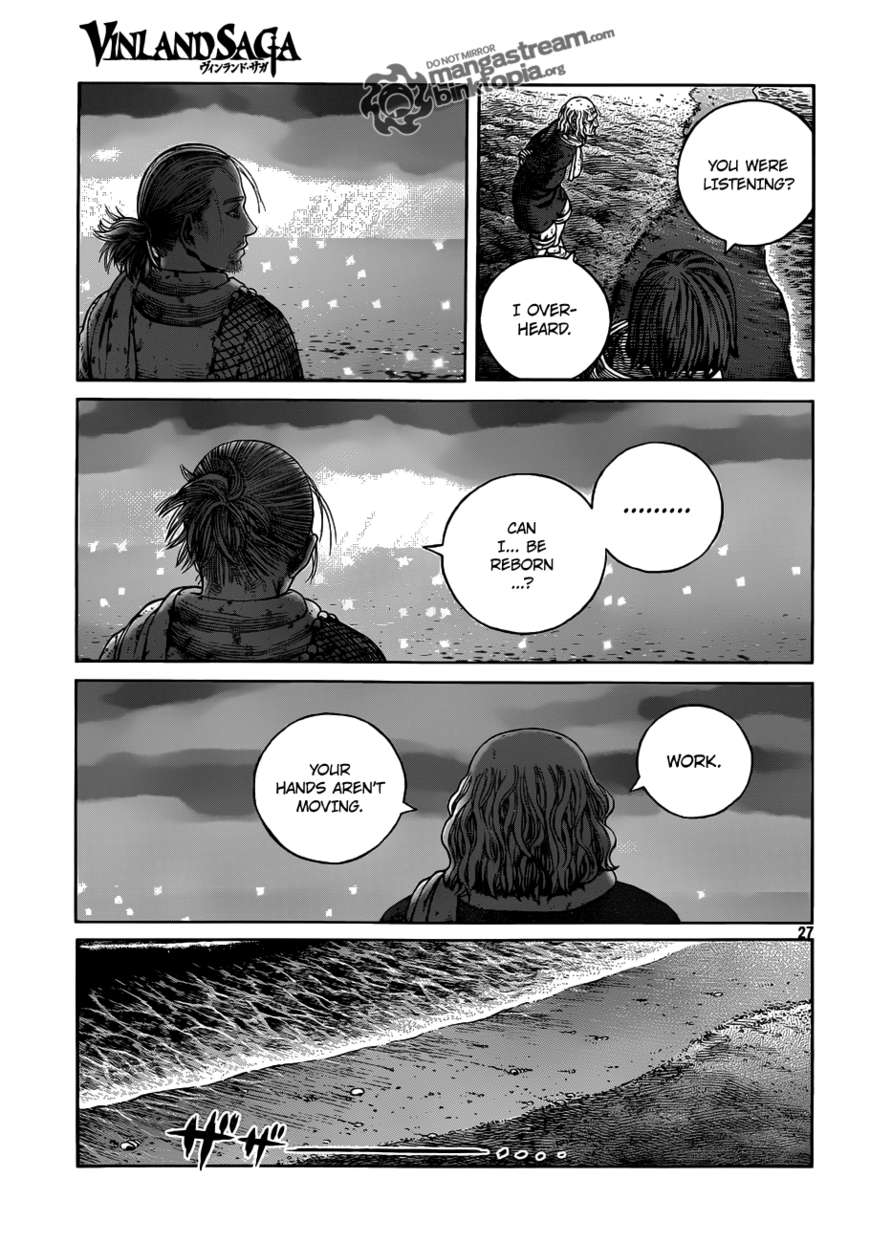 VINLAND SAGA
ヴィンランド・サガ
DO NOT MIRROR
mangastream.com
binktopia.org
YOU WERE
LISTENING?
I OVER-
HEARD.
.........
CAN
I... BE
REBORN
...?
WORK.
YOUR
HANDS AREN'T
MOVING.
27
ザザ